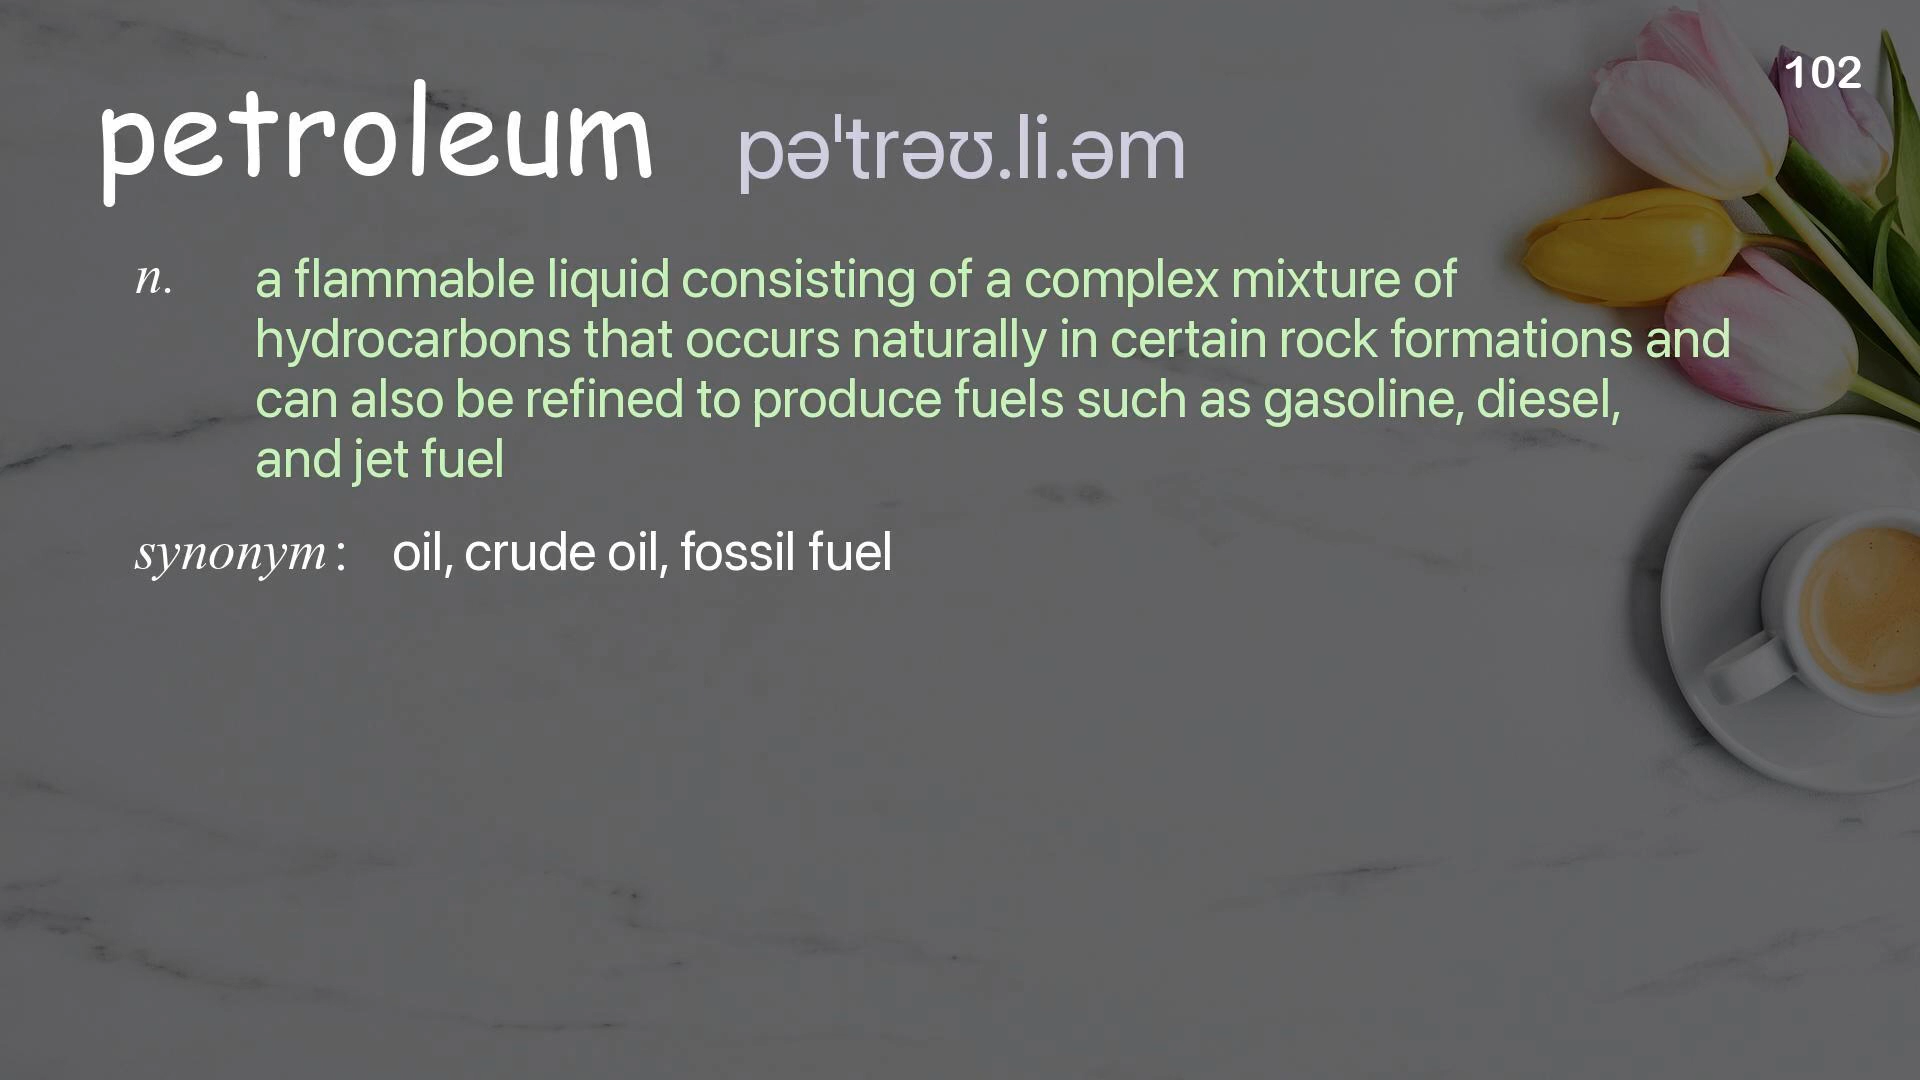 102
petroleum pə'trəʊ.li.əm
n. a flammable liquid consisting of a complex mixture of
hydrocarbons that occurs naturally in certain rock formations and
can also be refined to produce fuels such as gasoline, diesel,
and jet fuel
synonym : oil, crude oil, fossil fuel